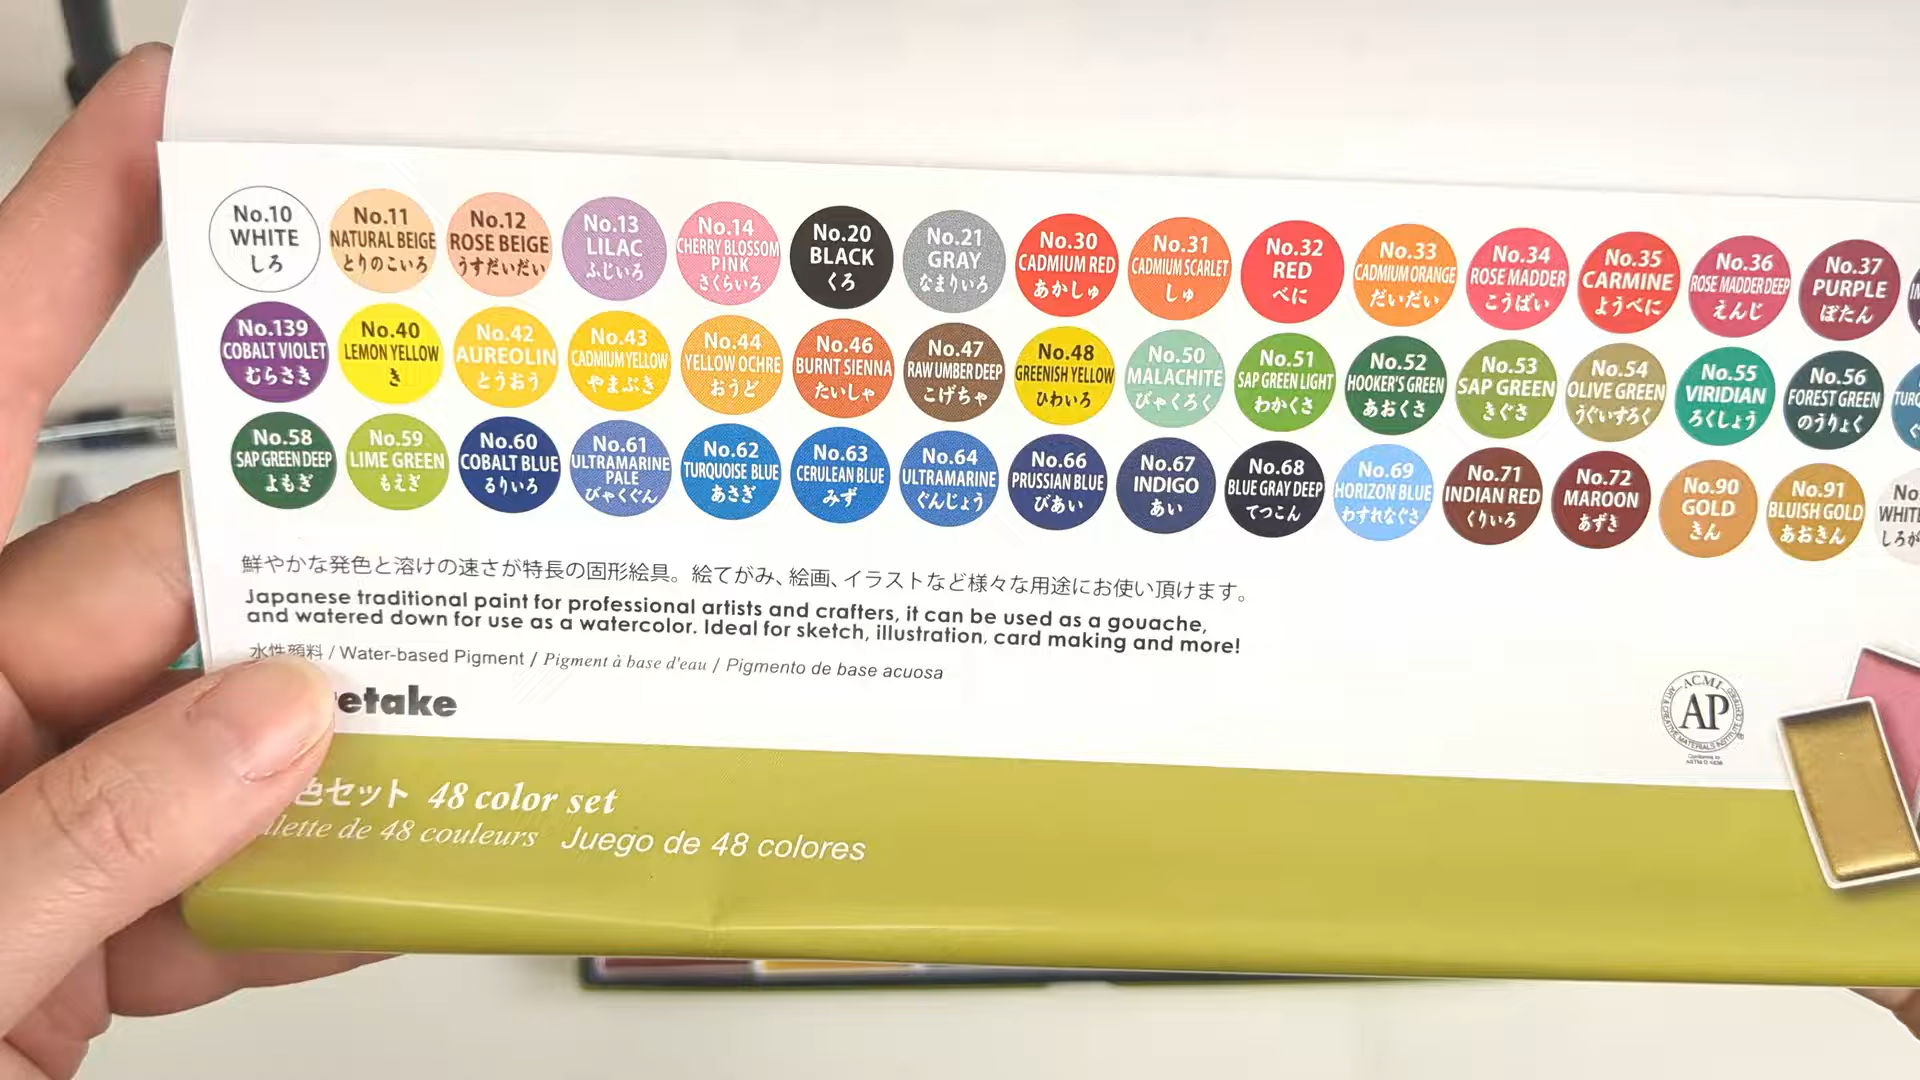 No.10
WHITE
しろ
No.11
NATURAL BEIGE
とりのこいろ
No.12
ROSE BEIGE
うすだいだい
No.13
LILAC
ふじいろ
No.14
CHERRY BLOSSOM
PINK
さくらいろ
No.20
BLACK
くろ
No.21
GRAY
なまりいろ
No.30
CADMIUM RED
あかしゅ
No.31
CADMIUM SCARLET
しゅ
No.32
RED
べに
No.33
CADMIUM ORANGE
だいだい
No.34
ROSE MADDER
こうばい
No.35
CARMINE
ようべに
No.36
ROSE MADDER DEEP
えんじ
No.37
PURPLE
ぼたん
No.139
COBALT VIOLET
むらさき
No.40
LEMON YELLOW
き
No.42
AUREOLIN
とうおう
No.43
CADMIUM YELLOW
やまぶき
No.44
YELLOW OCHRE
おうど
No.46
BURNT SIENNA
たいしゃ
No.47
RAW UMBER DEEP
こげちゃ
No.48
GREENISH YELLOW
ひわいろ
No.50
MALACHITE
びゃくろく
No.51
SAP GREEN LIGHT
わかくさ
No.52
HOOKER'S GREEN
あおくさ
No.53
SAP GREEN
きぐさ
No.54
OLIVE GREEN
うぐいすろく
No.55
VIRIDIAN
ろくしょう
No.56
FOREST GREEN
のうりょく
No.58
SAP GREEN DEEP
よもぎ
No.59
LIME GREEN
もえぎ
No.60
COBALT BLUE
るりいろ
No.61
ULTRAMARINE
PALE
びゃくぐん
No.62
TURQUOISE BLUE
あさぎ
No.63
CERULEAN BLUE
みず
No.64
ULTRAMARINE
ぐんじょう
No.66
PRUSSIAN BLUE
びあい
No.67
INDIGO
あい
No.68
BLUE GRAY DEEP
てつこん
No.69
HORIZON BLUE
わすれなぐさ
No.71
INDIAN RED
くりいろ
No.72
MAROON
あずき
No.90
GOLD
きん
No.91
BLUISH GOLD
あおきん
No
WHITE
しろが
鮮やかな発色と溶けの速さが特長の固形絵具。絵てがみ、絵画、イラストなど様々な用途にお使い頂けます。
Japanese traditional paint for professional artists and crafters, it can be used as a gouache,
and watered down for use as a watercolor. Ideal for sketch, illustration, card making and more!
水性顔料 / Water-based Pigment / Pigment à base d'eau / Pigmento de base acuosa
etake
ACMI
AP
色セット 48 color set
lette de 48 couleurs Juego de 48 colores